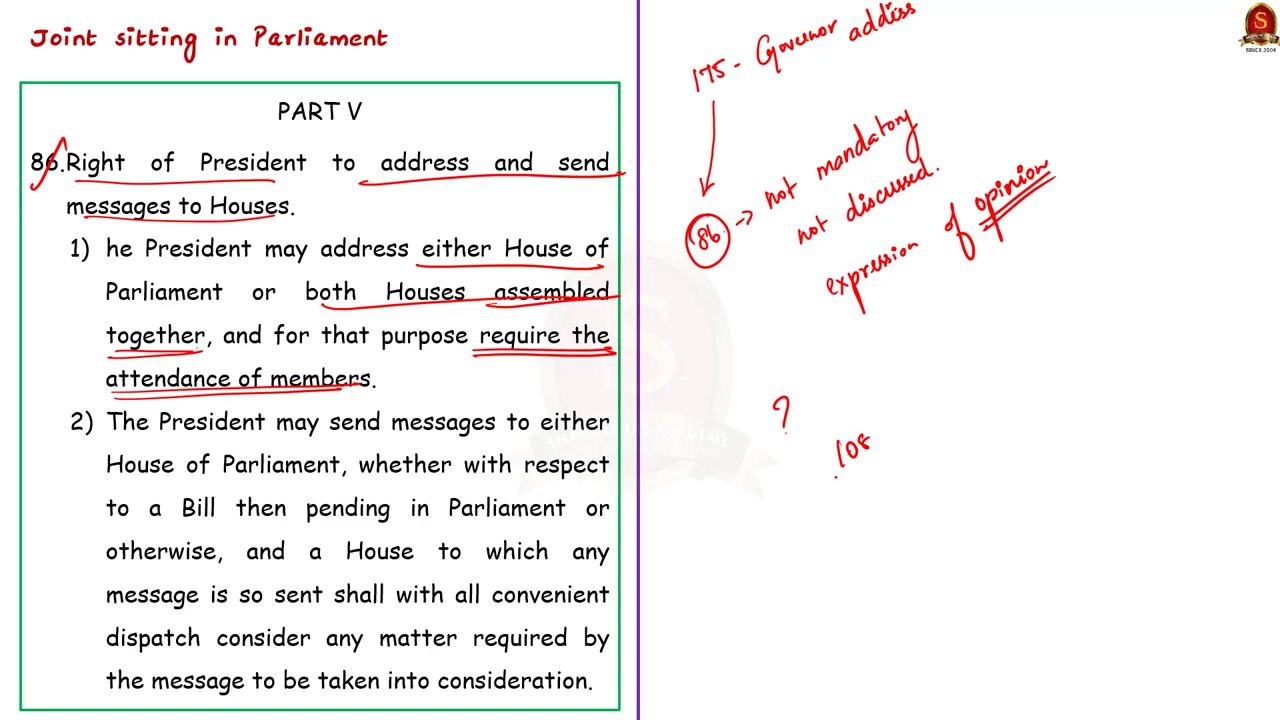 Joint sitting in Parliament
PART V
86. Right of President to address and send
messages to Houses.
1) he President may address either House of
Parliament or both Houses assembled
together, and for that purpose require the
attendance of members.
2) The President may send messages to either
House of Parliament, whether with respect
to a Bill then pending in Parliament or
otherwise, and a House to which any
message is so sent shall with all convenient
dispatch consider any matter required by
the message to be taken into consideration.
175 - Governor address
86 → not mandatory
not discussed.
expression of opinion
?
108
S
SINCE 2004